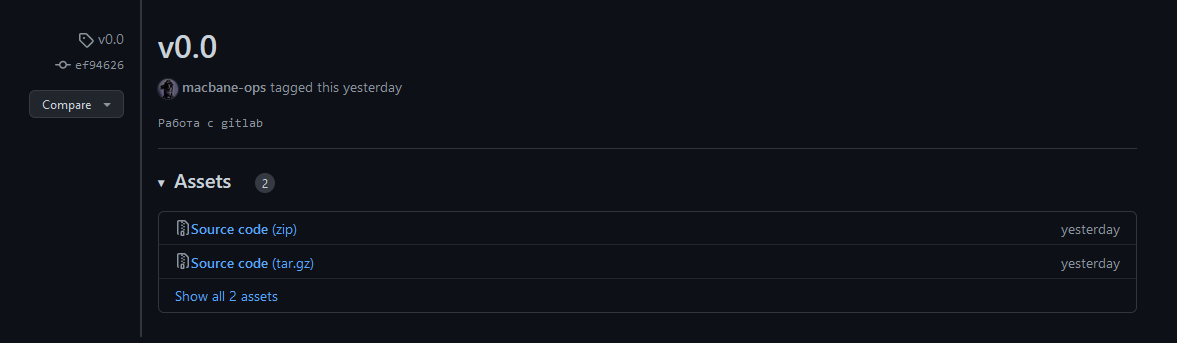 v0.0
ef94626
Compare
v0.0
macbane-ops tagged this yesterday
Работа с gitlab
Assets 2
Source code (zip) yesterday
Source code (tar.gz) yesterday
Show all 2 assets